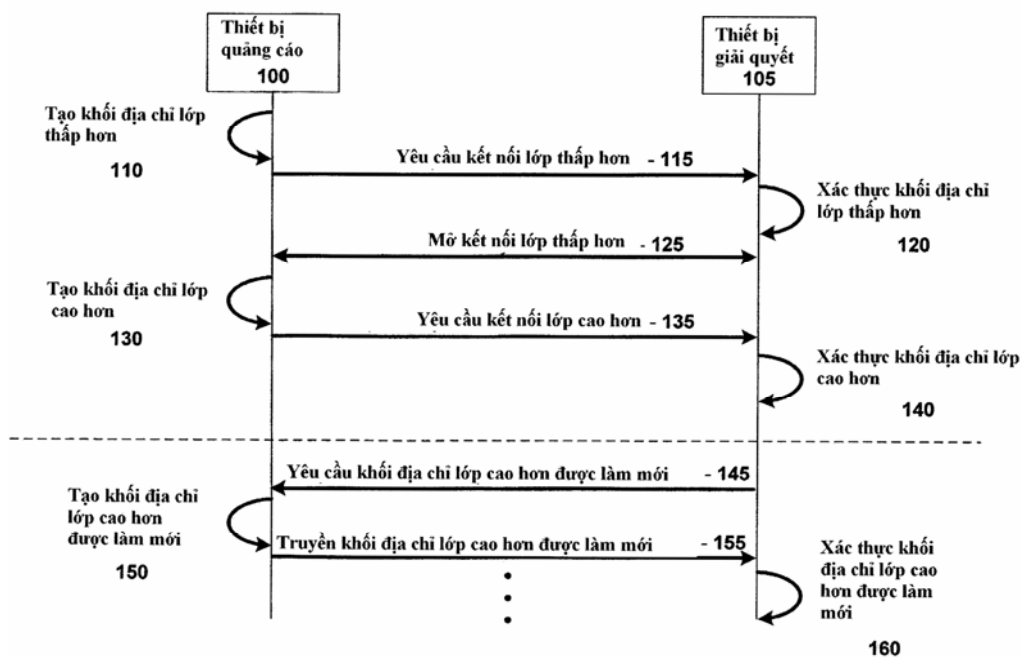 Thiết bị
quảng cáo
100
Thiết bị
giải quyết
105
Tạo khối địa chỉ lớp
thấp hơn
110
Yêu cầu kết nối lớp thấp hơn - 115
Xác thực khối địa chỉ
lớp thấp hơn
120
Mở kết nối lớp thấp hơn - 125
Tạo khối địa chỉ lớp
cao hơn
130
Yêu cầu kết nối lớp cao hơn - 135
Xác thực khối địa chỉ lớp
cao hơn
140
Yêu cầu khối địa chỉ lớp cao hơn được làm mới - 145
Tạo khối địa chỉ
lớp cao hơn
được làm mới
150
Truyền khối địa chỉ lớp cao hơn được làm mới - 155
Xác thực khối
địa chỉ lớp cao
hơn được làm
mới
160